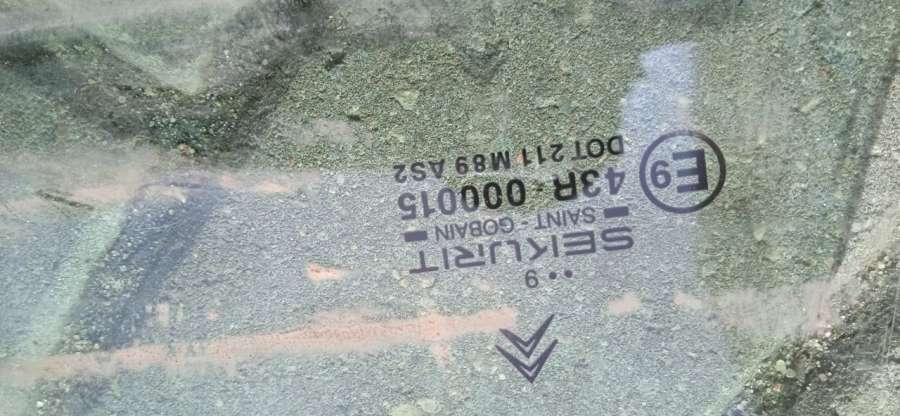 •• 9
SEKURIT
SAINT - GOBAIN
43R - 000015
E9
DOT 211 M89 AS2